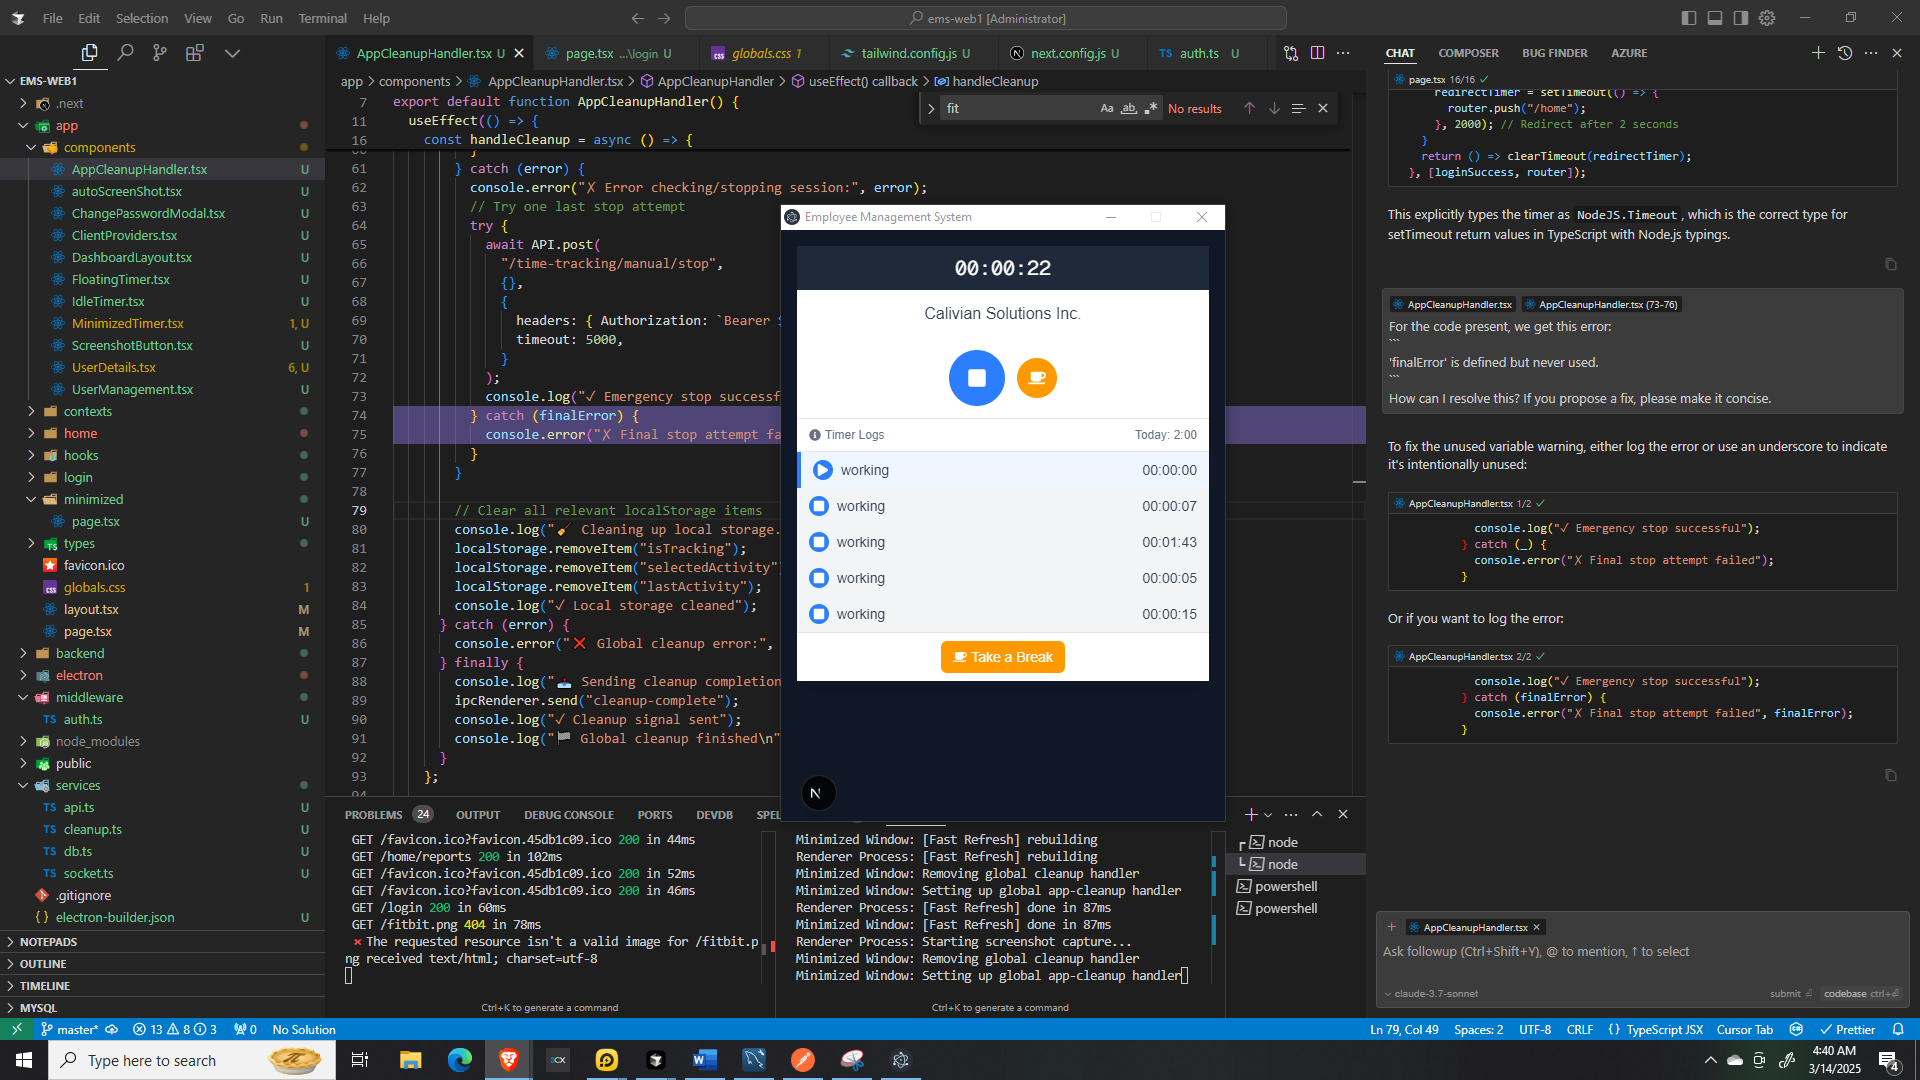 File Edit Selection View Go Run Terminal Help
ems-web1 [Administrator]
EMS-WEB1
.next
app
components
AppCleanupHandler.tsx U
autoScreenShot.tsx U
ChangePasswordModal.tsx U
ClientProviders.tsx U
DashboardLayout.tsx U
FloatingTimer.tsx U
IdleTimer.tsx U
MinimizedTimer.tsx 1, U
ScreenshotButton.tsx U
UserDetails.tsx 6, U
UserManagement.tsx U
contexts
home
hooks
login
minimized
page.tsx U
types
favicon.ico
globals.css 1
layout.tsx M
page.tsx M
backend
electron
middleware
TS auth.ts U
node_modules
public
services
TS api.ts U
TS cleanup.ts U
TS db.ts U
TS socket.ts U
.gitignore
{} electron-builder.json U
NOTEPADS
OUTLINE
TIMELINE
MYSQL
AppCleanupHandler.tsx U
page.tsx ...\login U
globals.css 1
tailwind.config.js U
next.config.js U
TS auth.ts U
app > components > AppCleanupHandler.tsx > AppCleanupHandler > useEffect() callback > handleCleanup
fit Aa ab No results
7 export default function AppCleanupHandler() {
11 useEffect(() => {
16 const handleCleanup = async () => {
61 } catch (error) {
62 console.error("✗ Error checking/stopping session:", error);
63 // Try one last stop attempt
64 try {
65 await API.post(
66 "/time-tracking/manual/stop",
67 {},
68 {
69 headers: { Authorization: `Bearer
70 timeout: 5000,
71 }
72 );
73 console.log("✓ Emergency stop successf
74 } catch (finalError) {
75 console.error("✗ Final stop attempt fa
76 }
77 }
78
79 // Clear all relevant localStorage items
80 console.log("🧹 Cleaning up local storage.
81 localStorage.removeItem("isTracking");
82 localStorage.removeItem("selectedActivity"
83 localStorage.removeItem("lastActivity");
84 console.log("✓ Local storage cleaned");
85 } catch (error) {
86 console.error("❌ Global cleanup error:",
87 } finally {
88 console.log("📤 Sending cleanup completion
89 ipcRenderer.send("cleanup-complete");
90 console.log("✓ Cleanup signal sent");
91 console.log("🏁 Global cleanup finished\n"
92 }
93 };
94
Employee Management System
00:00:22
Calivian Solutions Inc.
Timer Logs Today: 2:00
working 00:00:00
working 00:00:07
working 00:01:43
working 00:00:05
working 00:00:15
Take a Break
N
PROBLEMS 24 OUTPUT DEBUG CONSOLE PORTS DEVDB SPEL
GET /favicon.ico?favicon.45db1c09.ico 200 in 44ms
GET /home/reports 200 in 102ms
GET /favicon.ico?favicon.45db1c09.ico 200 in 52ms
GET /favicon.ico?favicon.45db1c09.ico 200 in 46ms
GET /login 200 in 60ms
GET /fitbit.png 404 in 78ms
⨯ The requested resource isn't a valid image for /fitbit.p
ng received text/html; charset=utf-8
Ctrl+K to generate a command
Minimized Window: [Fast Refresh] rebuilding
Renderer Process: [Fast Refresh] rebuilding
Minimized Window: Removing global cleanup handler
Minimized Window: Setting up global app-cleanup handler
Renderer Process: [Fast Refresh] done in 87ms
Minimized Window: [Fast Refresh] done in 87ms
Renderer Process: Starting screenshot capture...
Minimized Window: Removing global cleanup handler
Minimized Window: Setting up global app-cleanup handler
Ctrl+K to generate a command
node
node
powershell
powershell
CHAT COMPOSER BUG FINDER AZURE
page.tsx 16/16 ✓
redirectTimer = setTimeout(() => {
router.push("/home");
}, 2000); // Redirect after 2 seconds
}
return () => clearTimeout(redirectTimer);
}, [loginSuccess, router]);
This explicitly types the timer as NodeJS.Timeout, which is the correct type for
setTimeout return values in TypeScript with Node.js typings.
AppCleanupHandler.tsx AppCleanupHandler.tsx (73-76)
For the code present, we get this error:
```
'finalError' is defined but never used.
```
How can I resolve this? If you propose a fix, please make it concise.
To fix the unused variable warning, either log the error or use an underscore to indicate
it's intentionally unused:
AppCleanupHandler.tsx 1/2 ✓
console.log("✓ Emergency stop successful");
} catch (_) {
console.error("✗ Final stop attempt failed");
}
Or if you want to log the error:
AppCleanupHandler.tsx 2/2 ✓
console.log("✓ Emergency stop successful");
} catch (finalError) {
console.error("✗ Final stop attempt failed", finalError);
}
+ AppCleanupHandler.tsx ×
Ask followup (Ctrl+Shift+Y), @ to mention, ↑ to select
claude-3.7-sonnet submit codebase ctrl+⏎
master* 13 8 3 0 No Solution
Ln 79, Col 49 Spaces: 2 UTF-8 CRLF {} TypeScript JSX Cursor Tab Prettier
Type here to search
4:40 AM
3/14/2025
4